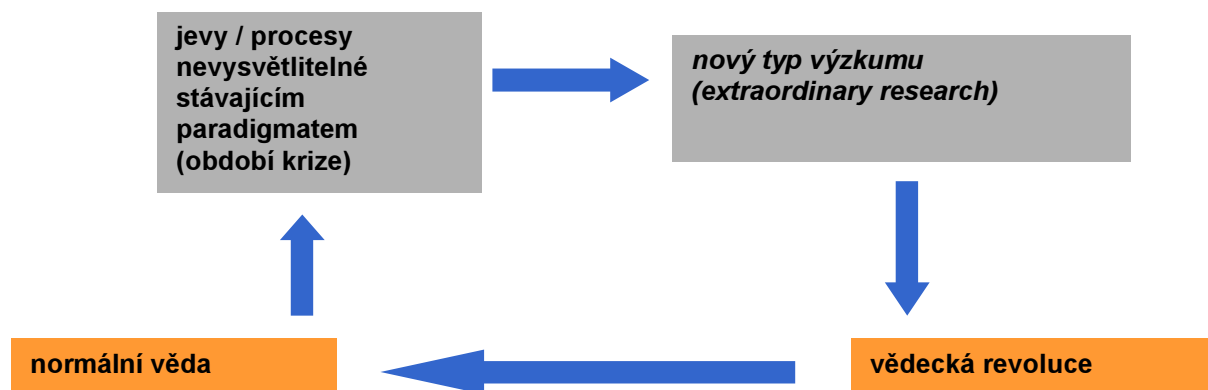 jevy / procesy
nevysvětlitelné
stávajícím
paradigmatem
(období krize)
nový typ výzkumu
(extraordinary research)
normální věda
vědecká revoluce